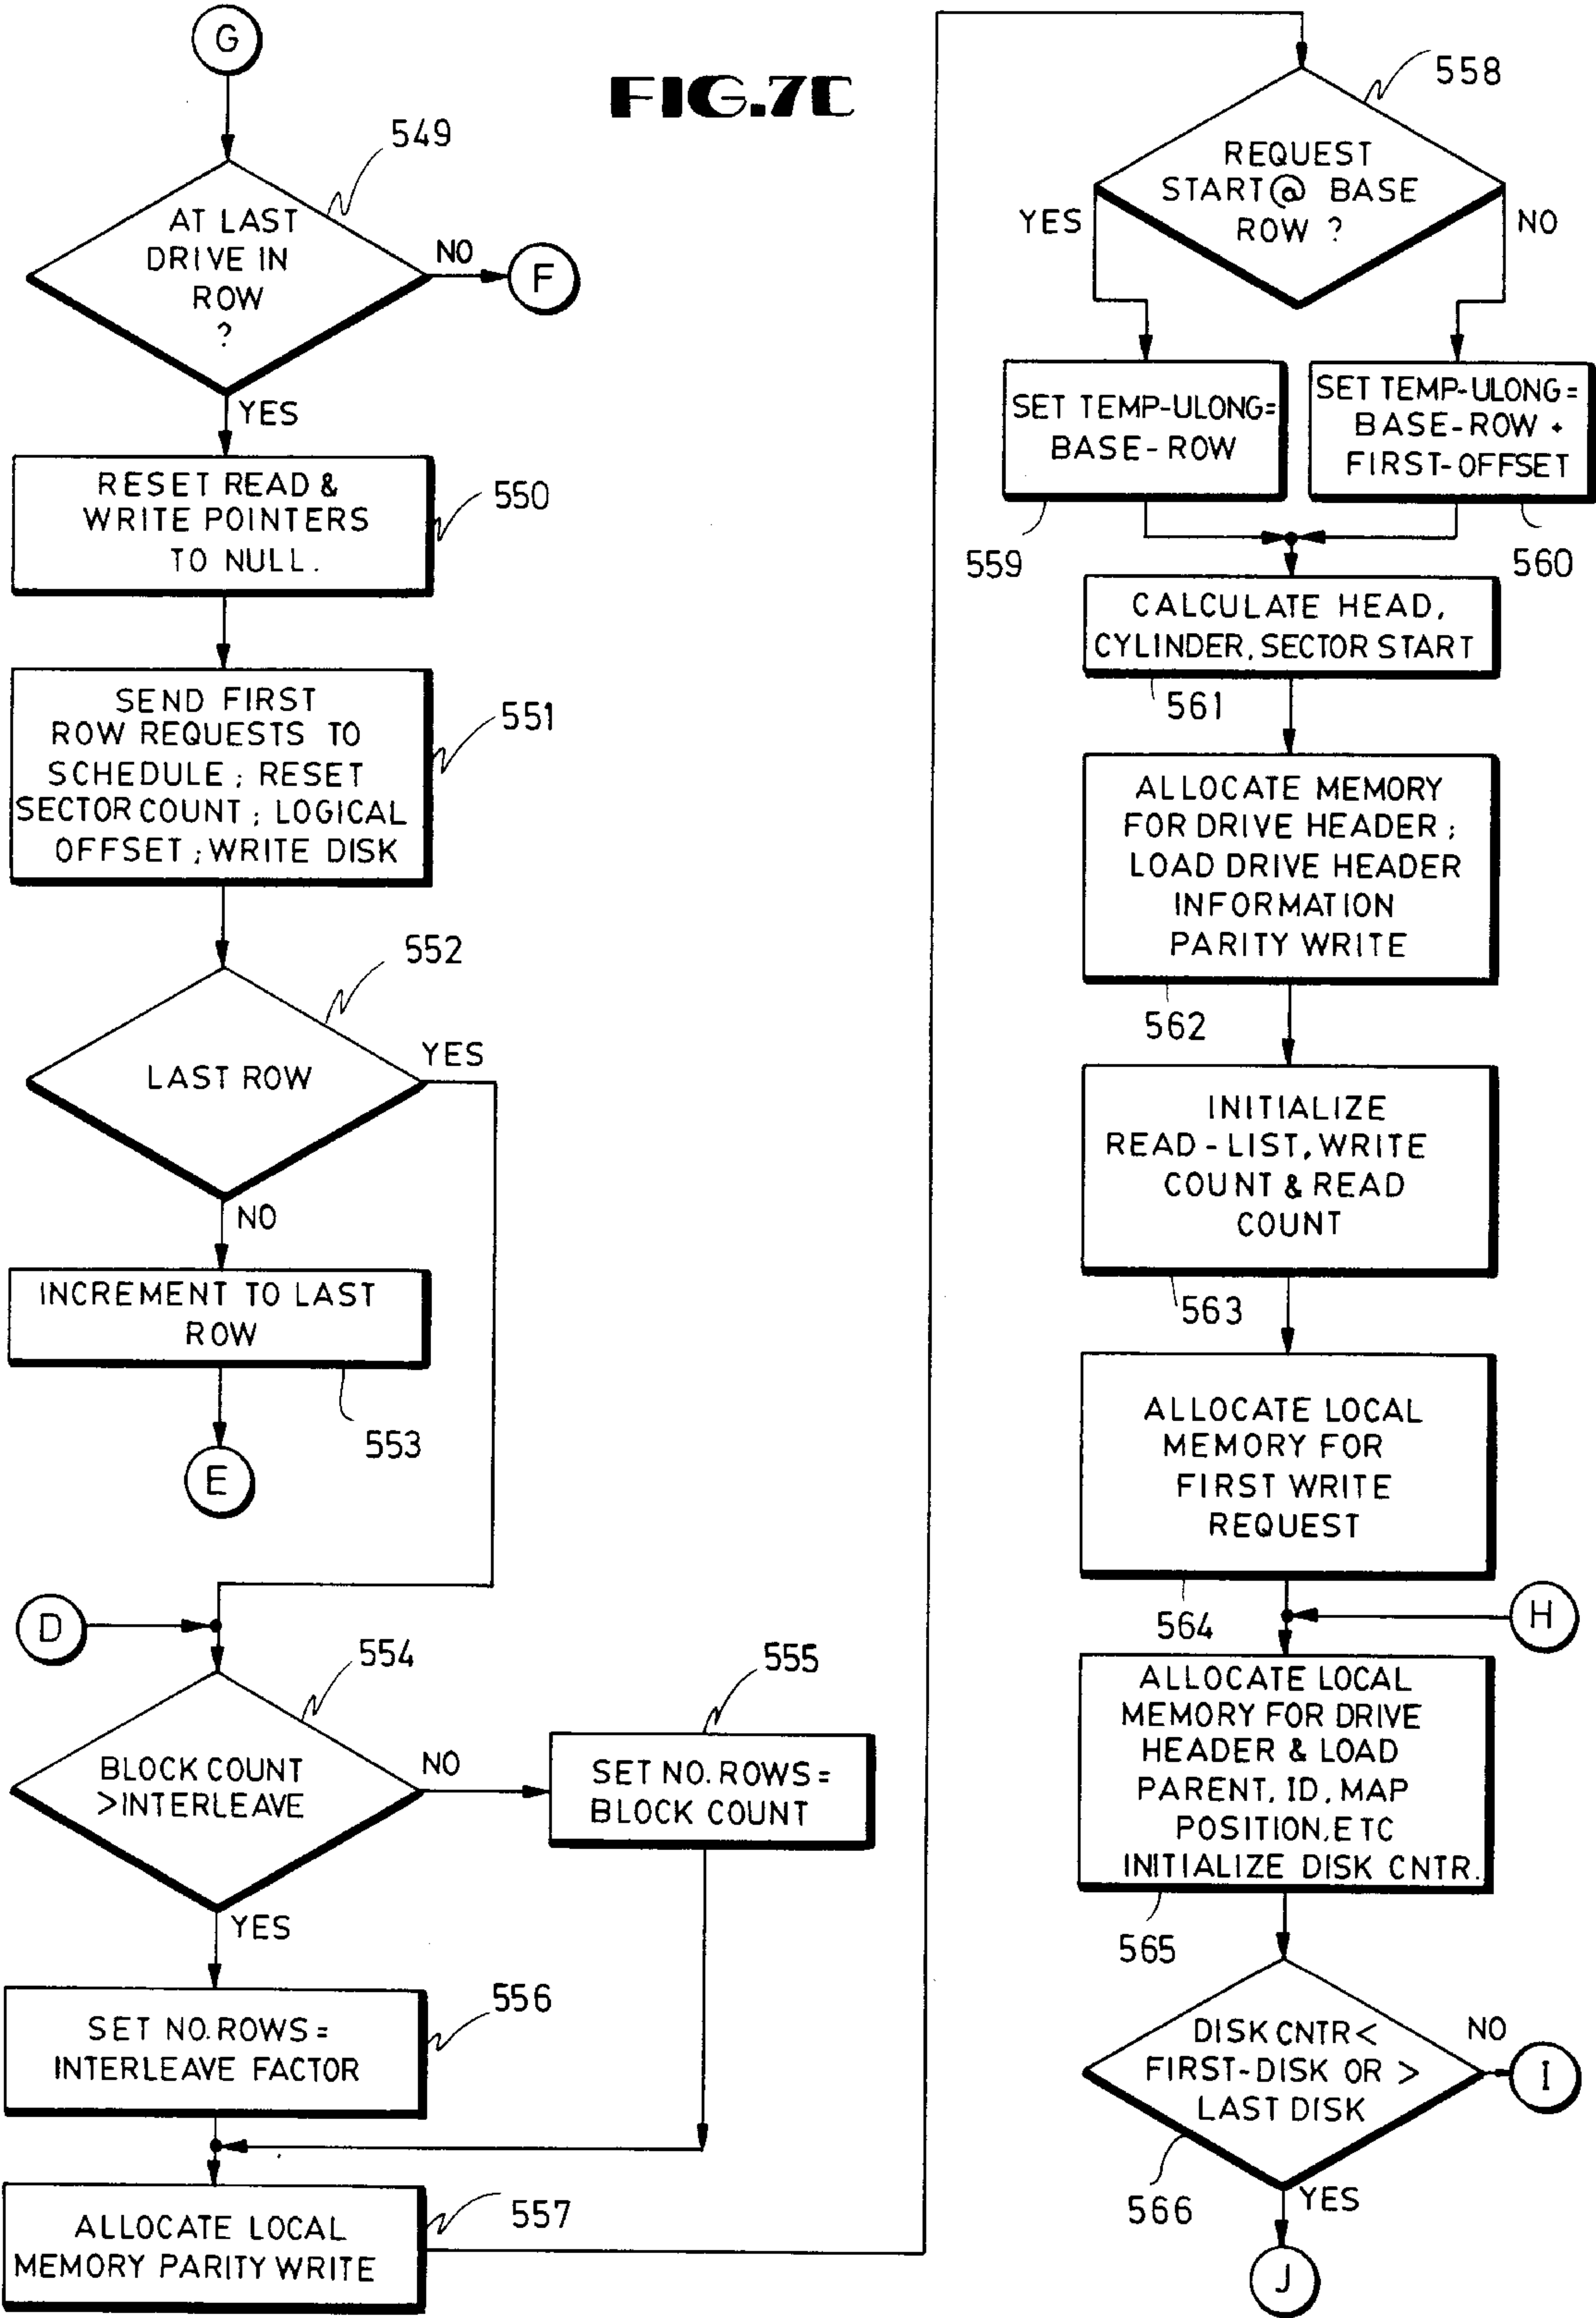 FIG.7C
G
549
AT LAST
DRIVE IN
ROW
?
NO
F
YES
RESET READ &
WRITE POINTERS
TO NULL.
550
SEND FIRST
ROW REQUESTS TO
SCHEDULE; RESET
SECTOR COUNT; LOGICAL
OFFSET; WRITE DISK
551
552
LAST ROW
YES
NO
INCREMENT TO LAST
ROW
553
E
D
554
BLOCK COUNT
>INTERLEAVE
NO
555
SET NO. ROWS=
BLOCK COUNT
YES
SET NO. ROWS=
INTERLEAVE FACTOR
556
ALLOCATE LOCAL
MEMORY PARITY WRITE
557
558
REQUEST
START@ BASE
ROW ?
YES
NO
SET TEMP-ULONG=
BASE-ROW
559
SET TEMP-ULONG=
BASE-ROW +
FIRST-OFFSET
560
CALCULATE HEAD,
CYLINDER, SECTOR START
561
ALLOCATE MEMORY
FOR DRIVE HEADER;
LOAD DRIVE HEADER
INFORMATION
PARITY WRITE
562
INITIALIZE
READ-LIST, WRITE
COUNT & READ
COUNT
563
ALLOCATE LOCAL
MEMORY FOR
FIRST WRITE
REQUEST
564
H
ALLOCATE LOCAL
MEMORY FOR DRIVE
HEADER & LOAD
PARENT, ID, MAP
POSITION, ETC
INITIALIZE DISK CNTR.
565
DISK CNTR<
FIRST-DISK OR >
LAST DISK
NO
I
566
YES
J